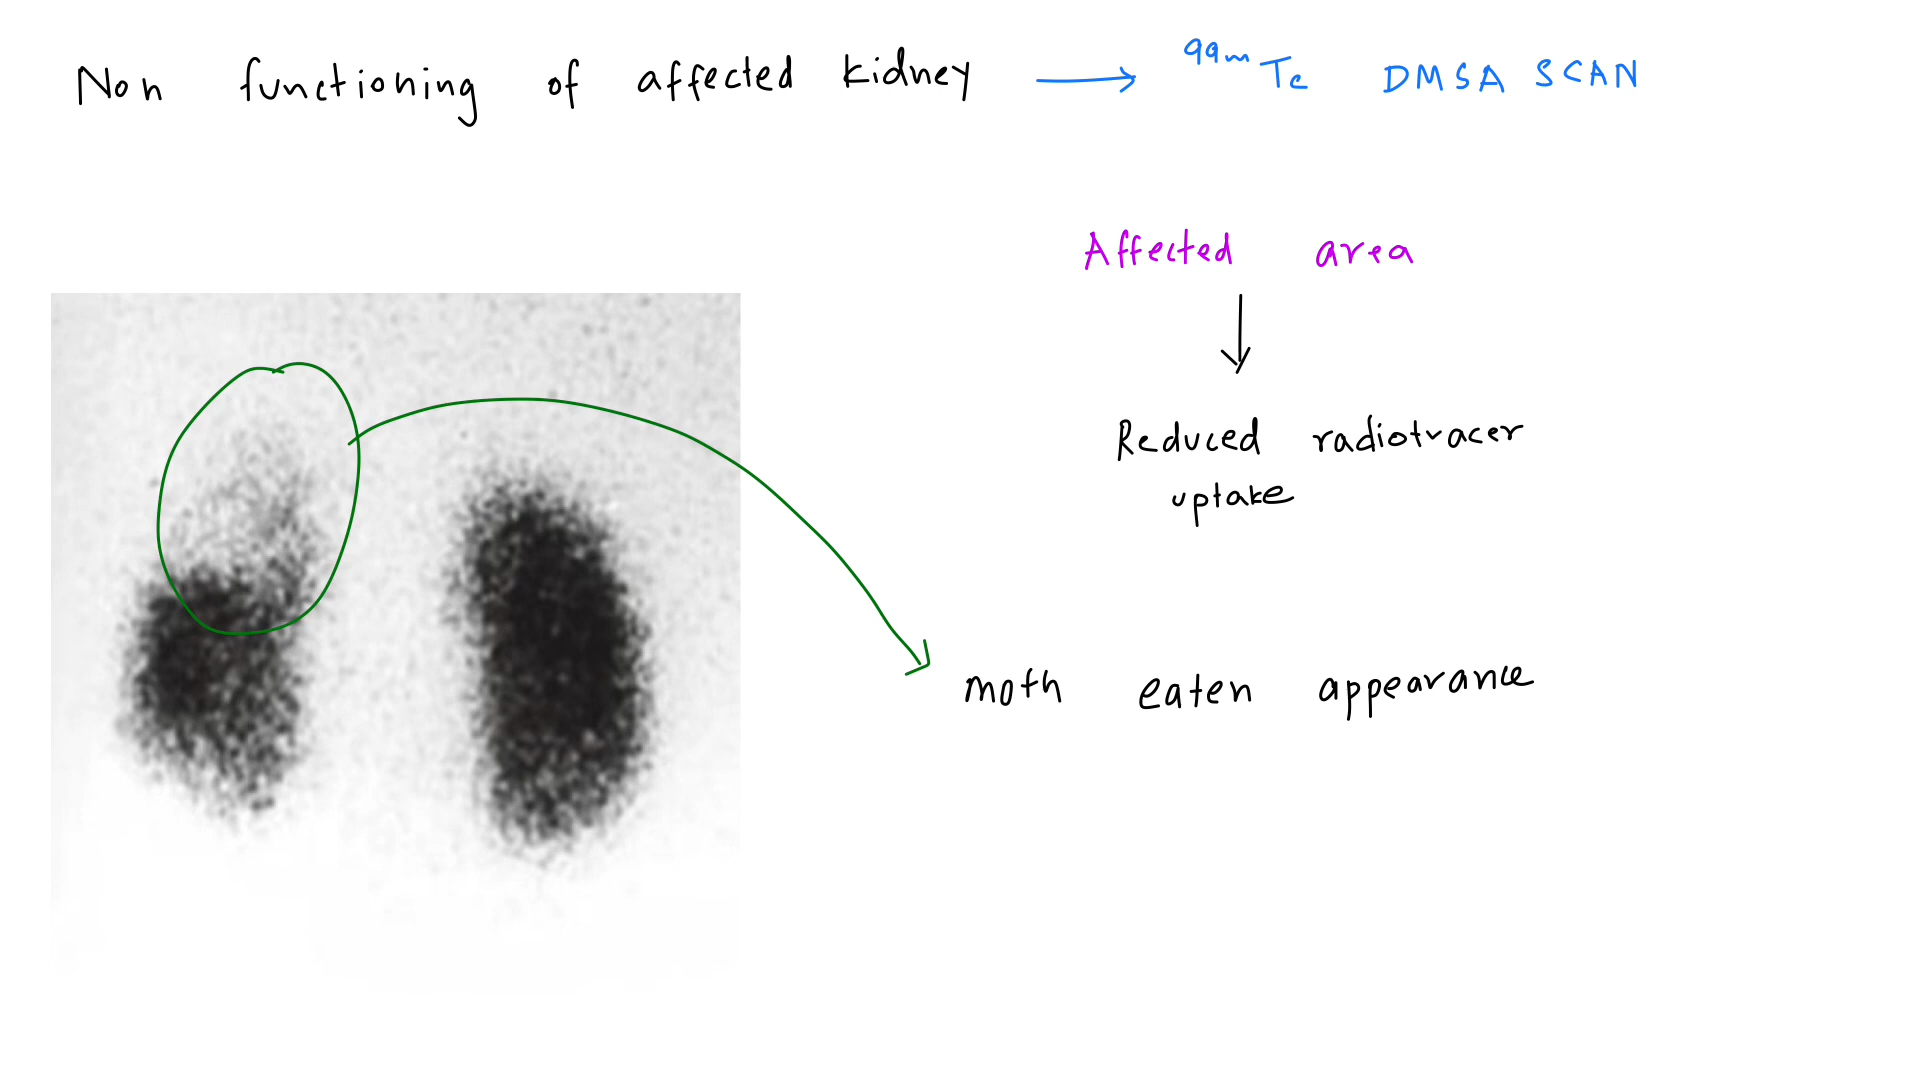 Non functioning of affected kidney → 99m Tc DMSA SCAN
Affected area
↓
Reduced radiotracer
uptake
moth eaten appearance